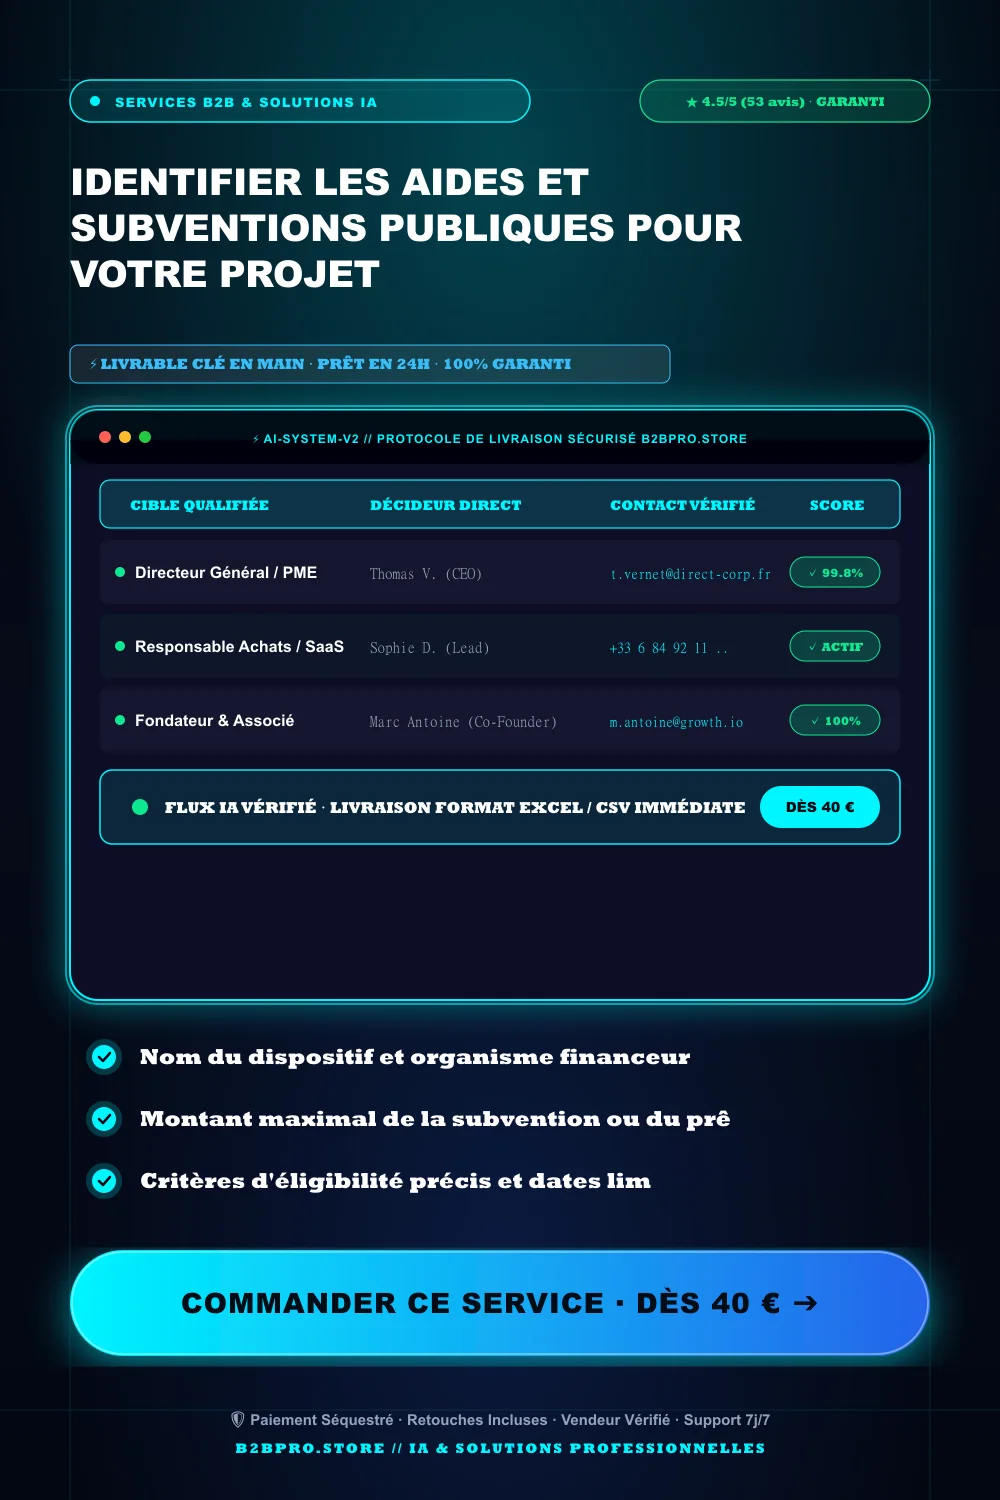 SERVICES B2B & SOLUTIONS IA
★ 4.5/5 (53 avis) · GARANTI
IDENTIFIER LES AIDES ET
SUBVENTIONS PUBLIQUES POUR
VOTRE PROJET
⚡ LIVRABLE CLÉ EN MAIN · PRÊT EN 24H · 100% GARANTI
⚡ AI-SYSTEM-V2 // PROTOCOLE DE LIVRAISON SÉCURISÉ B2BPRO.STORE
CIBLE QUALIFIÉE DÉCIDEUR DIRECT CONTACT VÉRIFIÉ SCORE
Directeur Général / PME Thomas V. (CEO) t.vernet@direct-corp.fr ✓ 99.8%
Responsable Achats / SaaS Sophie D. (Lead) +33 6 84 92 11 .. ✓ ACTIF
Fondateur & Associé Marc Antoine (Co-Founder) m.antoine@growth.io ✓ 100%
FLUX IA VÉRIFIÉ · LIVRAISON FORMAT EXCEL / CSV IMMÉDIATE DÈS 40 €
Nom du dispositif et organisme financeur
Montant maximal de la subvention ou du prê
Critères d'éligibilité précis et dates lim
COMMANDER CE SERVICE · DÈS 40 € →
🛡 Paiement Séquestré · Retouches Incluses · Vendeur Vérifié · Support 7j/7
B2BPRO.STORE // IA & SOLUTIONS PROFESSIONNELLES